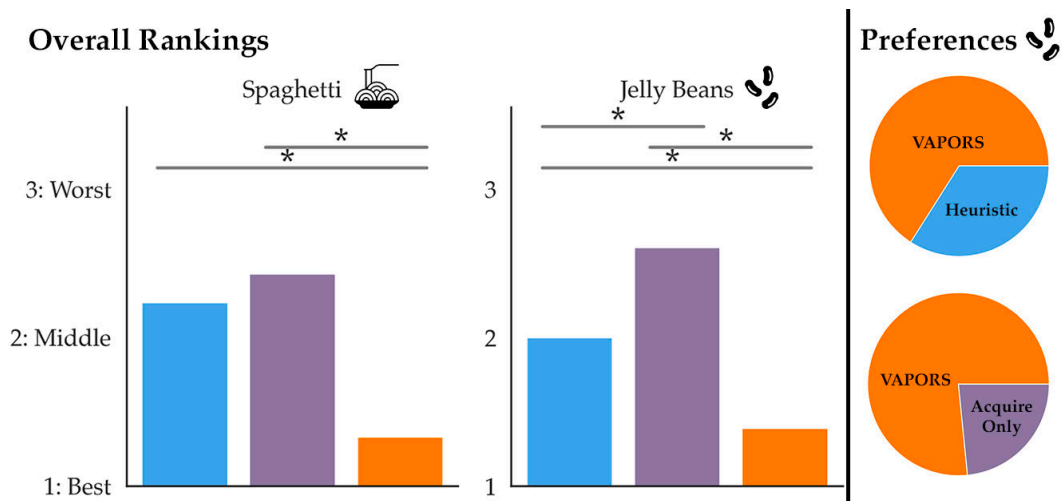 Overall Rankings
Spaghetti
*
*
3: Worst
2: Middle
1: Best
Jelly Beans
*
*
*
3
2
1
Preferences
VAPORS
Heuristic
VAPORS
Acquire
Only